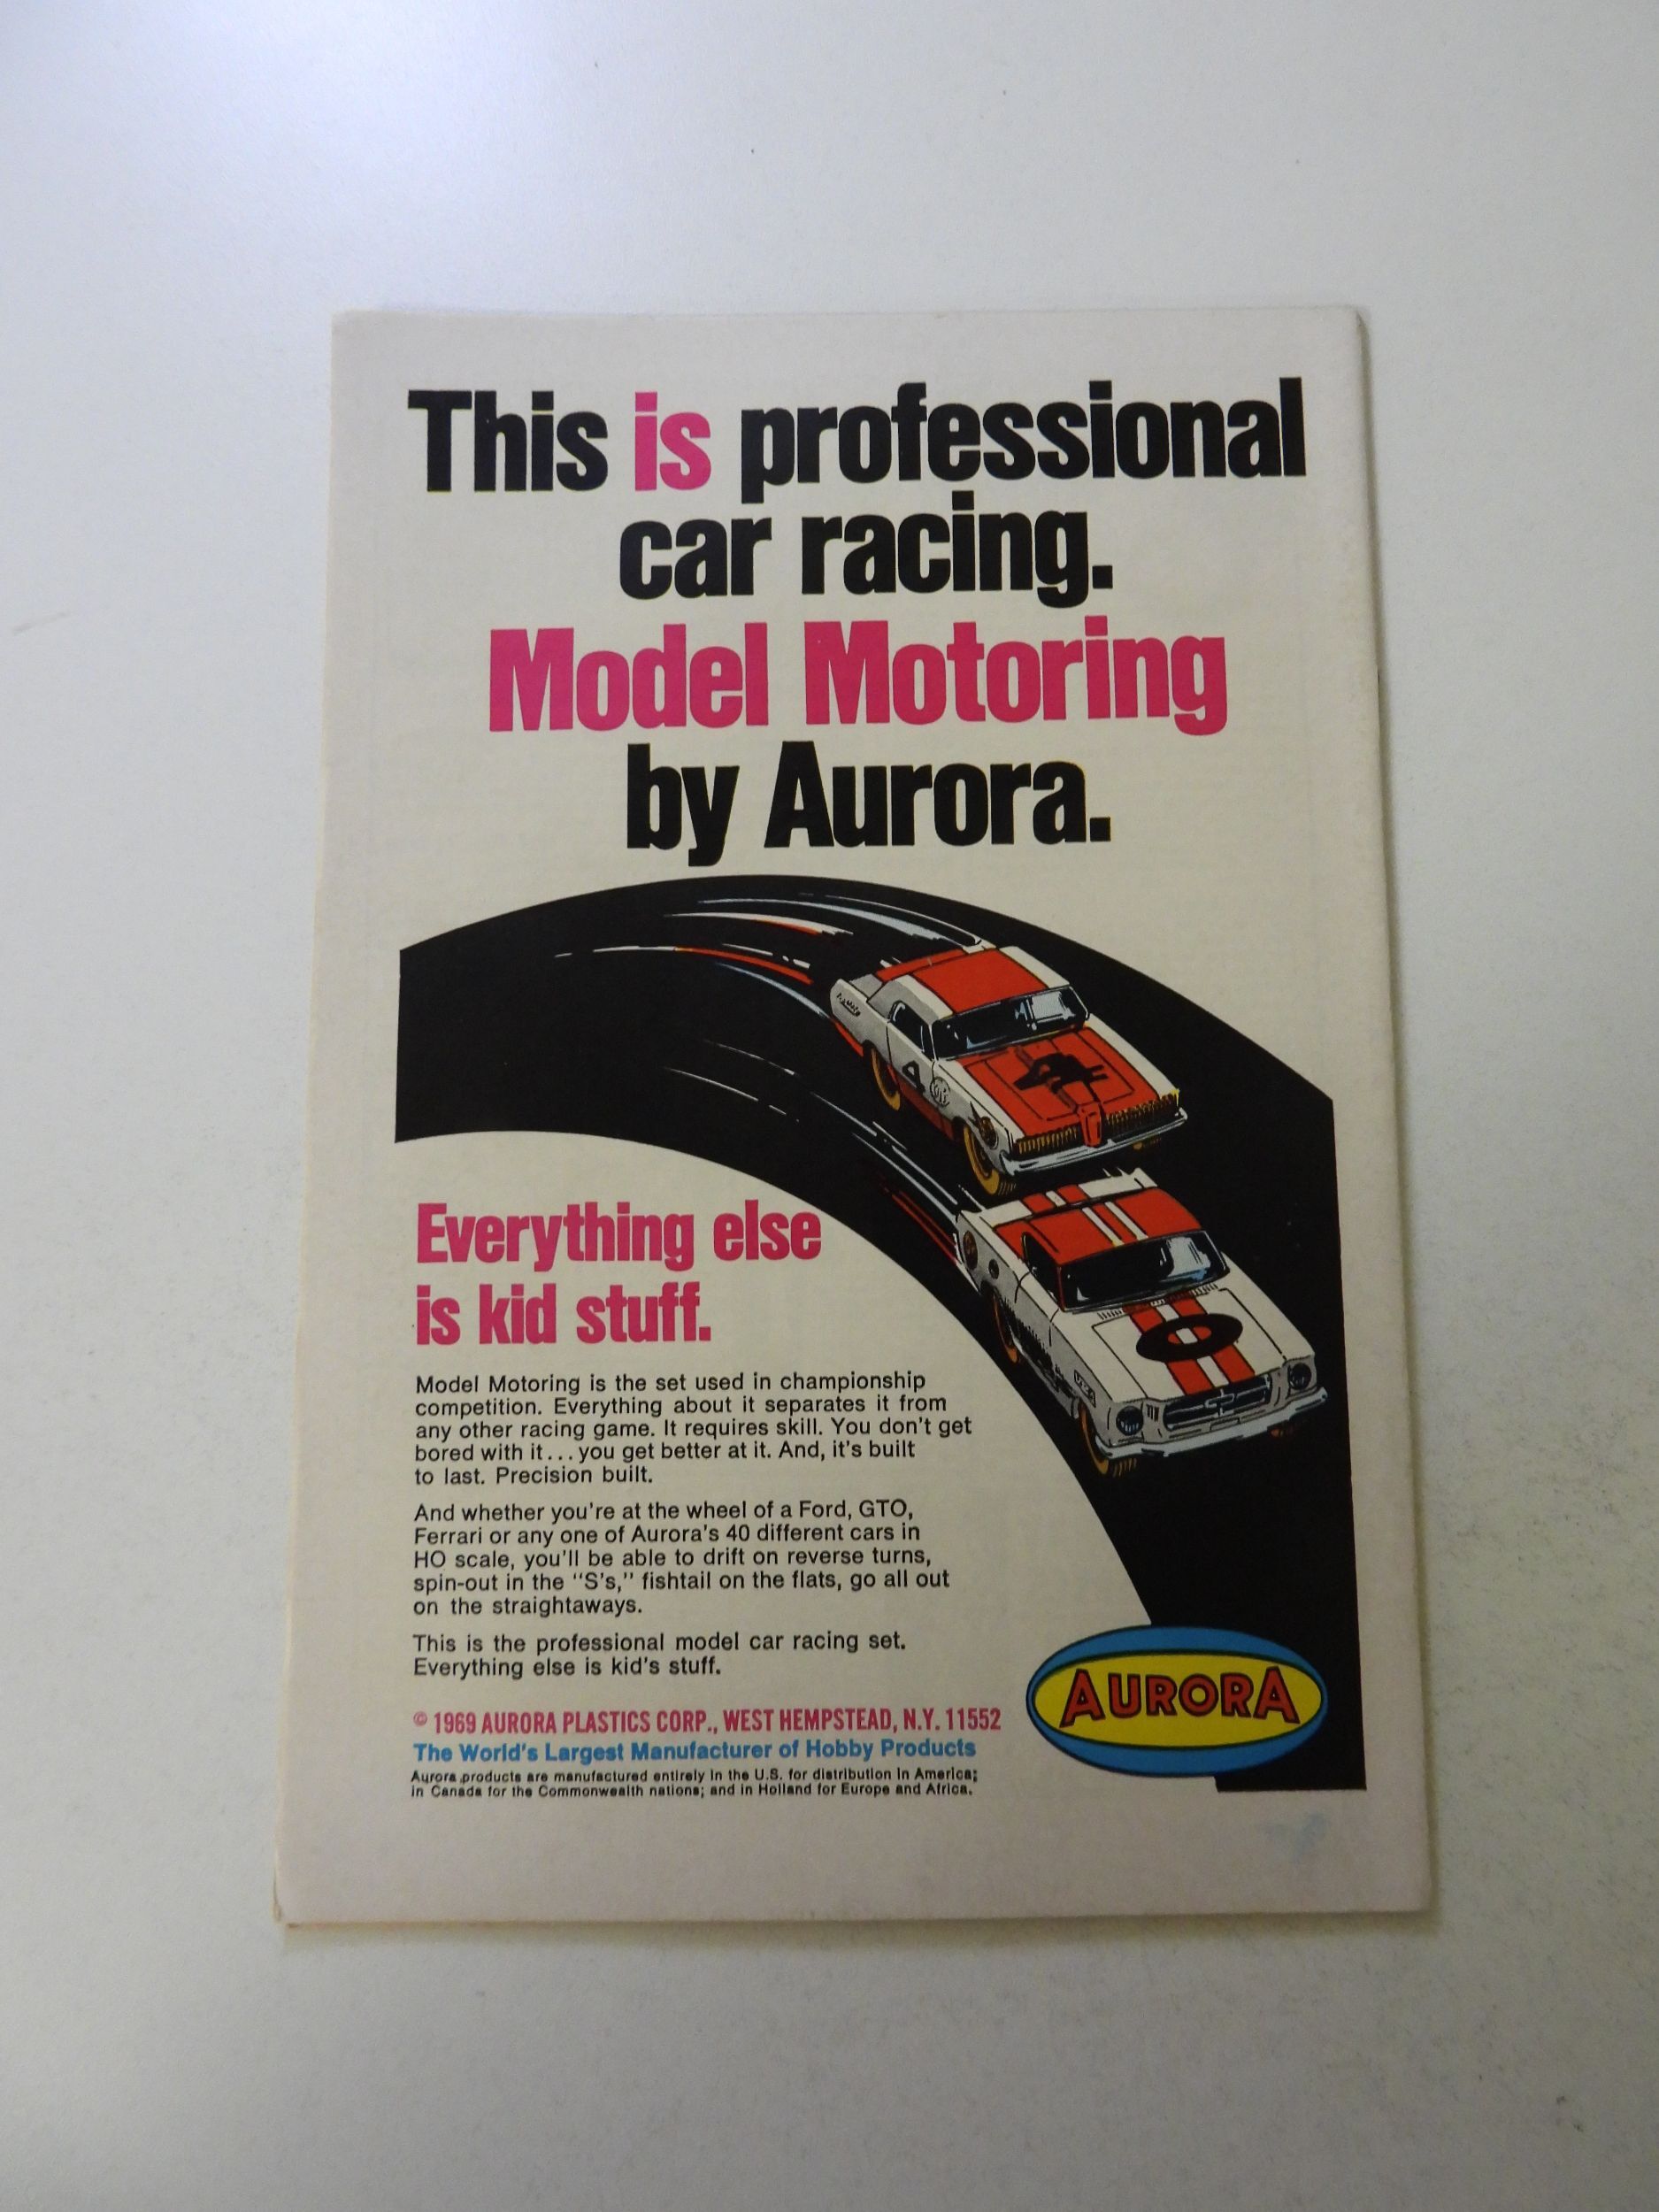 This is professional
car racing.
Model Motoring
by Aurora.
4
Everything else
is kid stuff.
Model Motoring is the set used in championship
competition. Everything about it separates it from
any other racing game. It requires skill. You don't get
bored with it...you get better at it. And, it's built
to last. Precision built.
And whether you're at the wheel of a Ford, GTO,
Ferrari or any one of Aurora's 40 different cars in
HO scale, you'll be able to drift on reverse turns,
spin-out in the "S's," fishtail on the flats, go all out
on the straightaways.
This is the professional model car racing set.
Everything else is kid's stuff.
AURORA
© 1969 AURORA PLASTICS CORP., WEST HEMPSTEAD, N.Y. 11552
The World's Largest Manufacturer of Hobby Products
Aurora products are manufactured entirely in the U.S. for distribution in America;
in Canada for the Commonwealth nations; and in Holland for Europe and Africa.